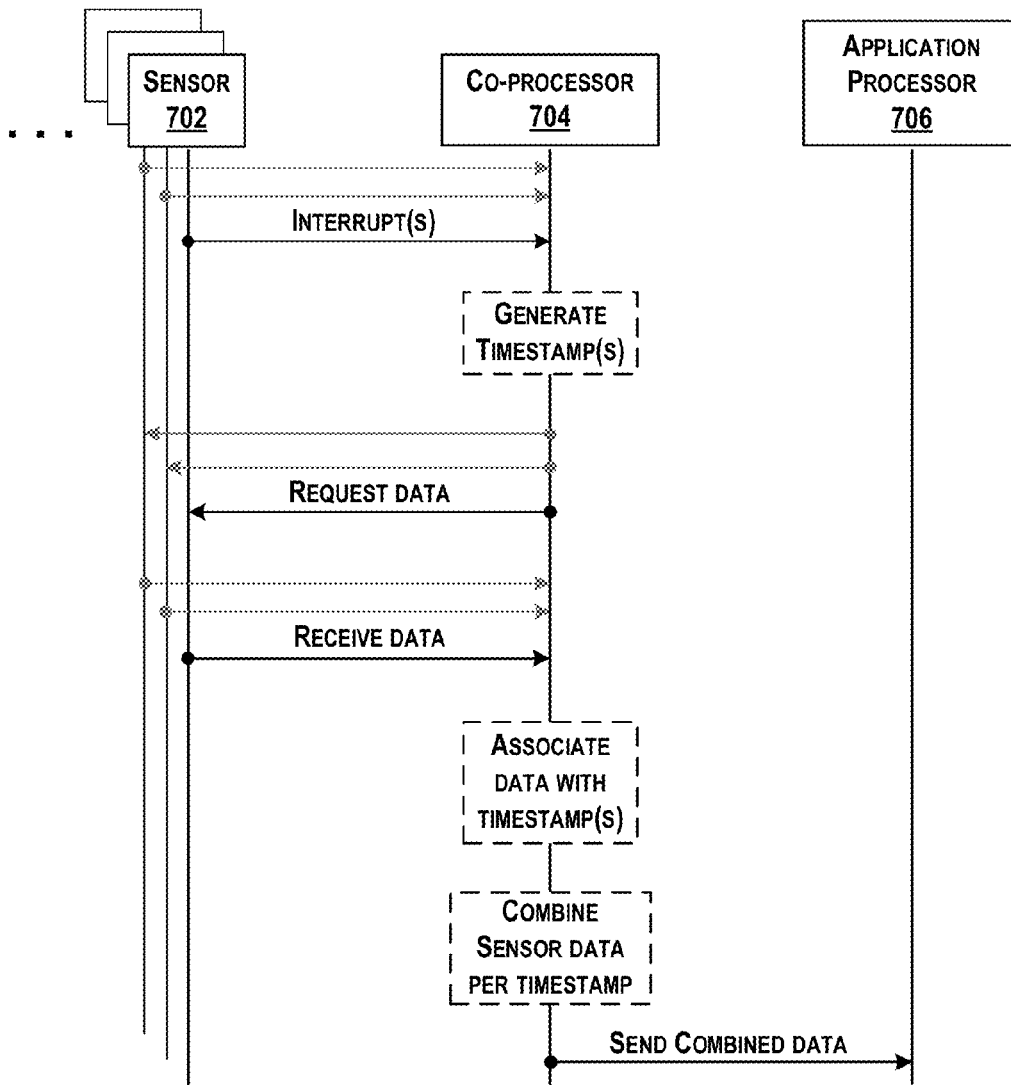 SENSOR
702
CO-PROCESSOR
704
APPLICATION
PROCESSOR
706
. . .
INTERRUPT(S)
GENERATE
TIMESTAMP(S)
REQUEST DATA
RECEIVE DATA
ASSOCIATE
DATA WITH
TIMESTAMP(S)
COMBINE
SENSOR DATA
PER TIMESTAMP
SEND COMBINED DATA